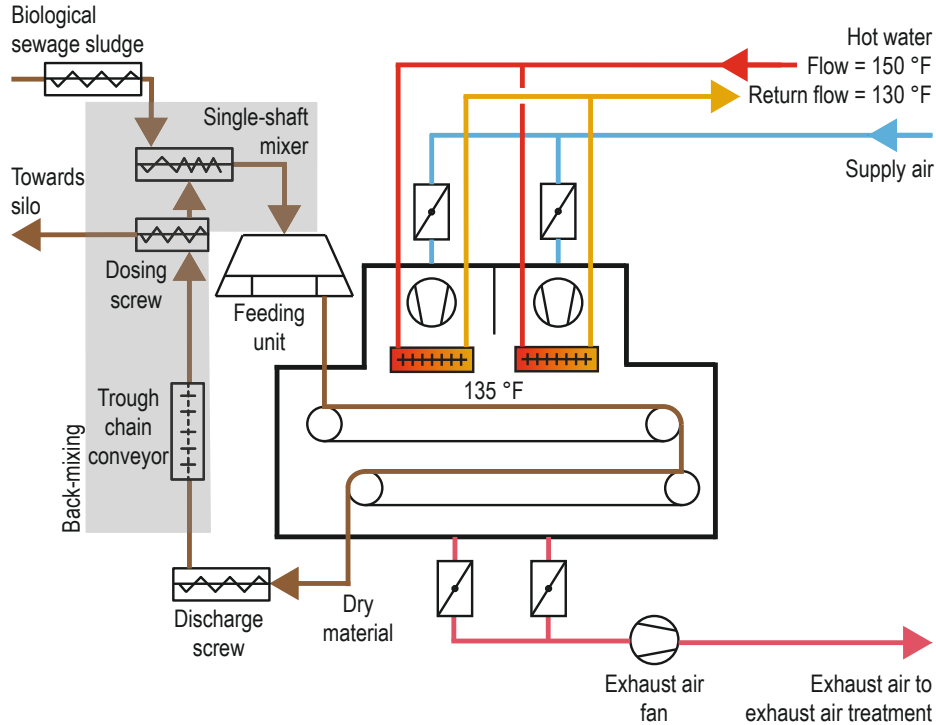 Biological
sewage sludge
Hot water
Flow = 150 °F
Return flow = 130 °F
Single-shaft
mixer
Supply air
Towards
silo
Dosing
screw
Feeding
unit
135 °F
Trough
chain
conveyor
Back-mixing
Discharge
screw
Dry
material
Exhaust air
fan
Exhaust air to
exhaust air treatment